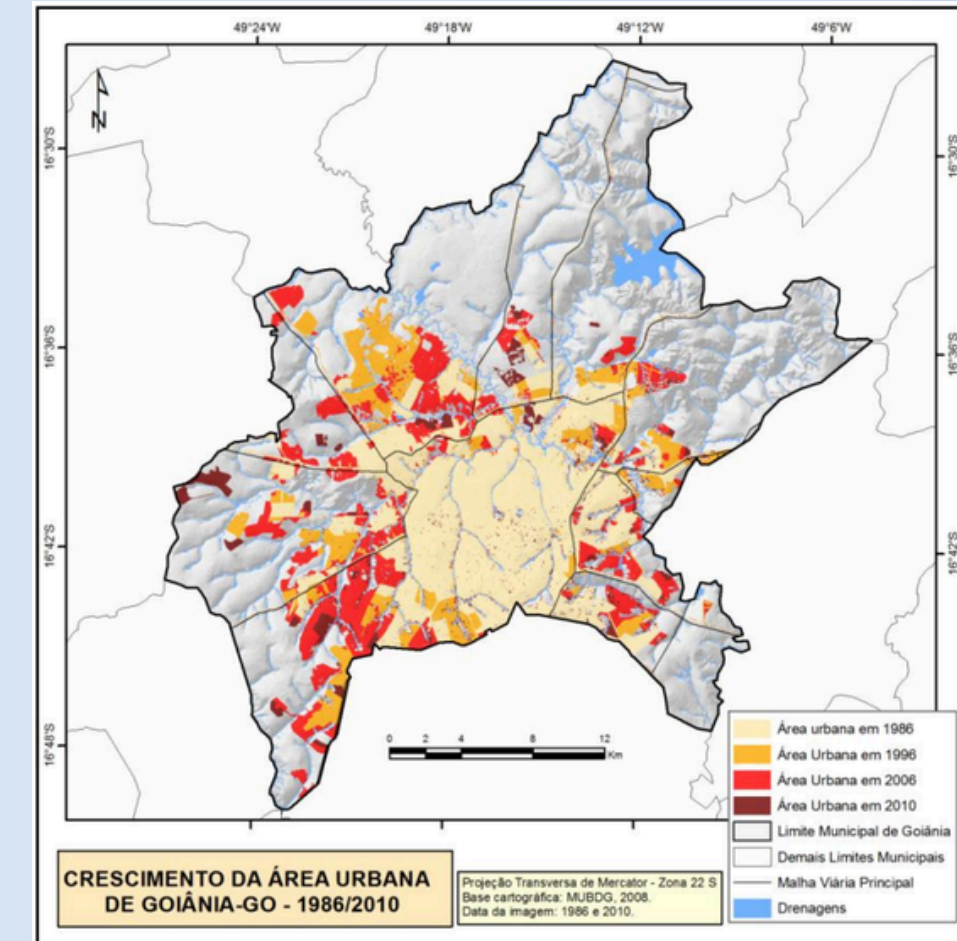 49°24'W 49°18'W 49°12'W 49°6'W
N
16°30'S 16°30'S
16°36'S 16°36'S
16°42'S 16°42'S
16°48'S
0 2 4 8 12
Km
Área urbana em 1986
Área Urbana em 1996
Área Urbana em 2006
Área Urbana em 2010
Limite Municipal de Goiânia
Demais Limites Municipais
Malha Viária Principal
Drenagens
CRESCIMENTO DA ÁREA URBANA
DE GOIÂNIA-GO - 1986/2010
Projeção Transversa de Mercator - Zona 22 S
Base cartográfica: MUBDG, 2008.
Data da imagem: 1986 e 2010.